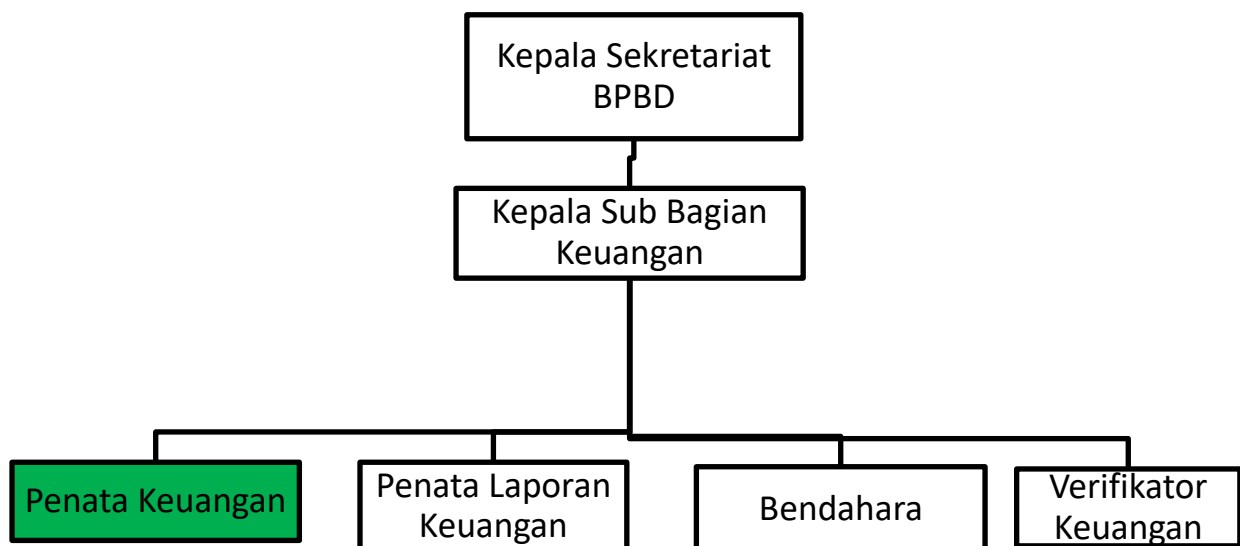 Kepala Sekretariat
BPBD
Kepala Sub Bagian
Keuangan
Penata Keuangan
Penata Laporan
Keuangan
Bendahara
Verifikator
Keuangan